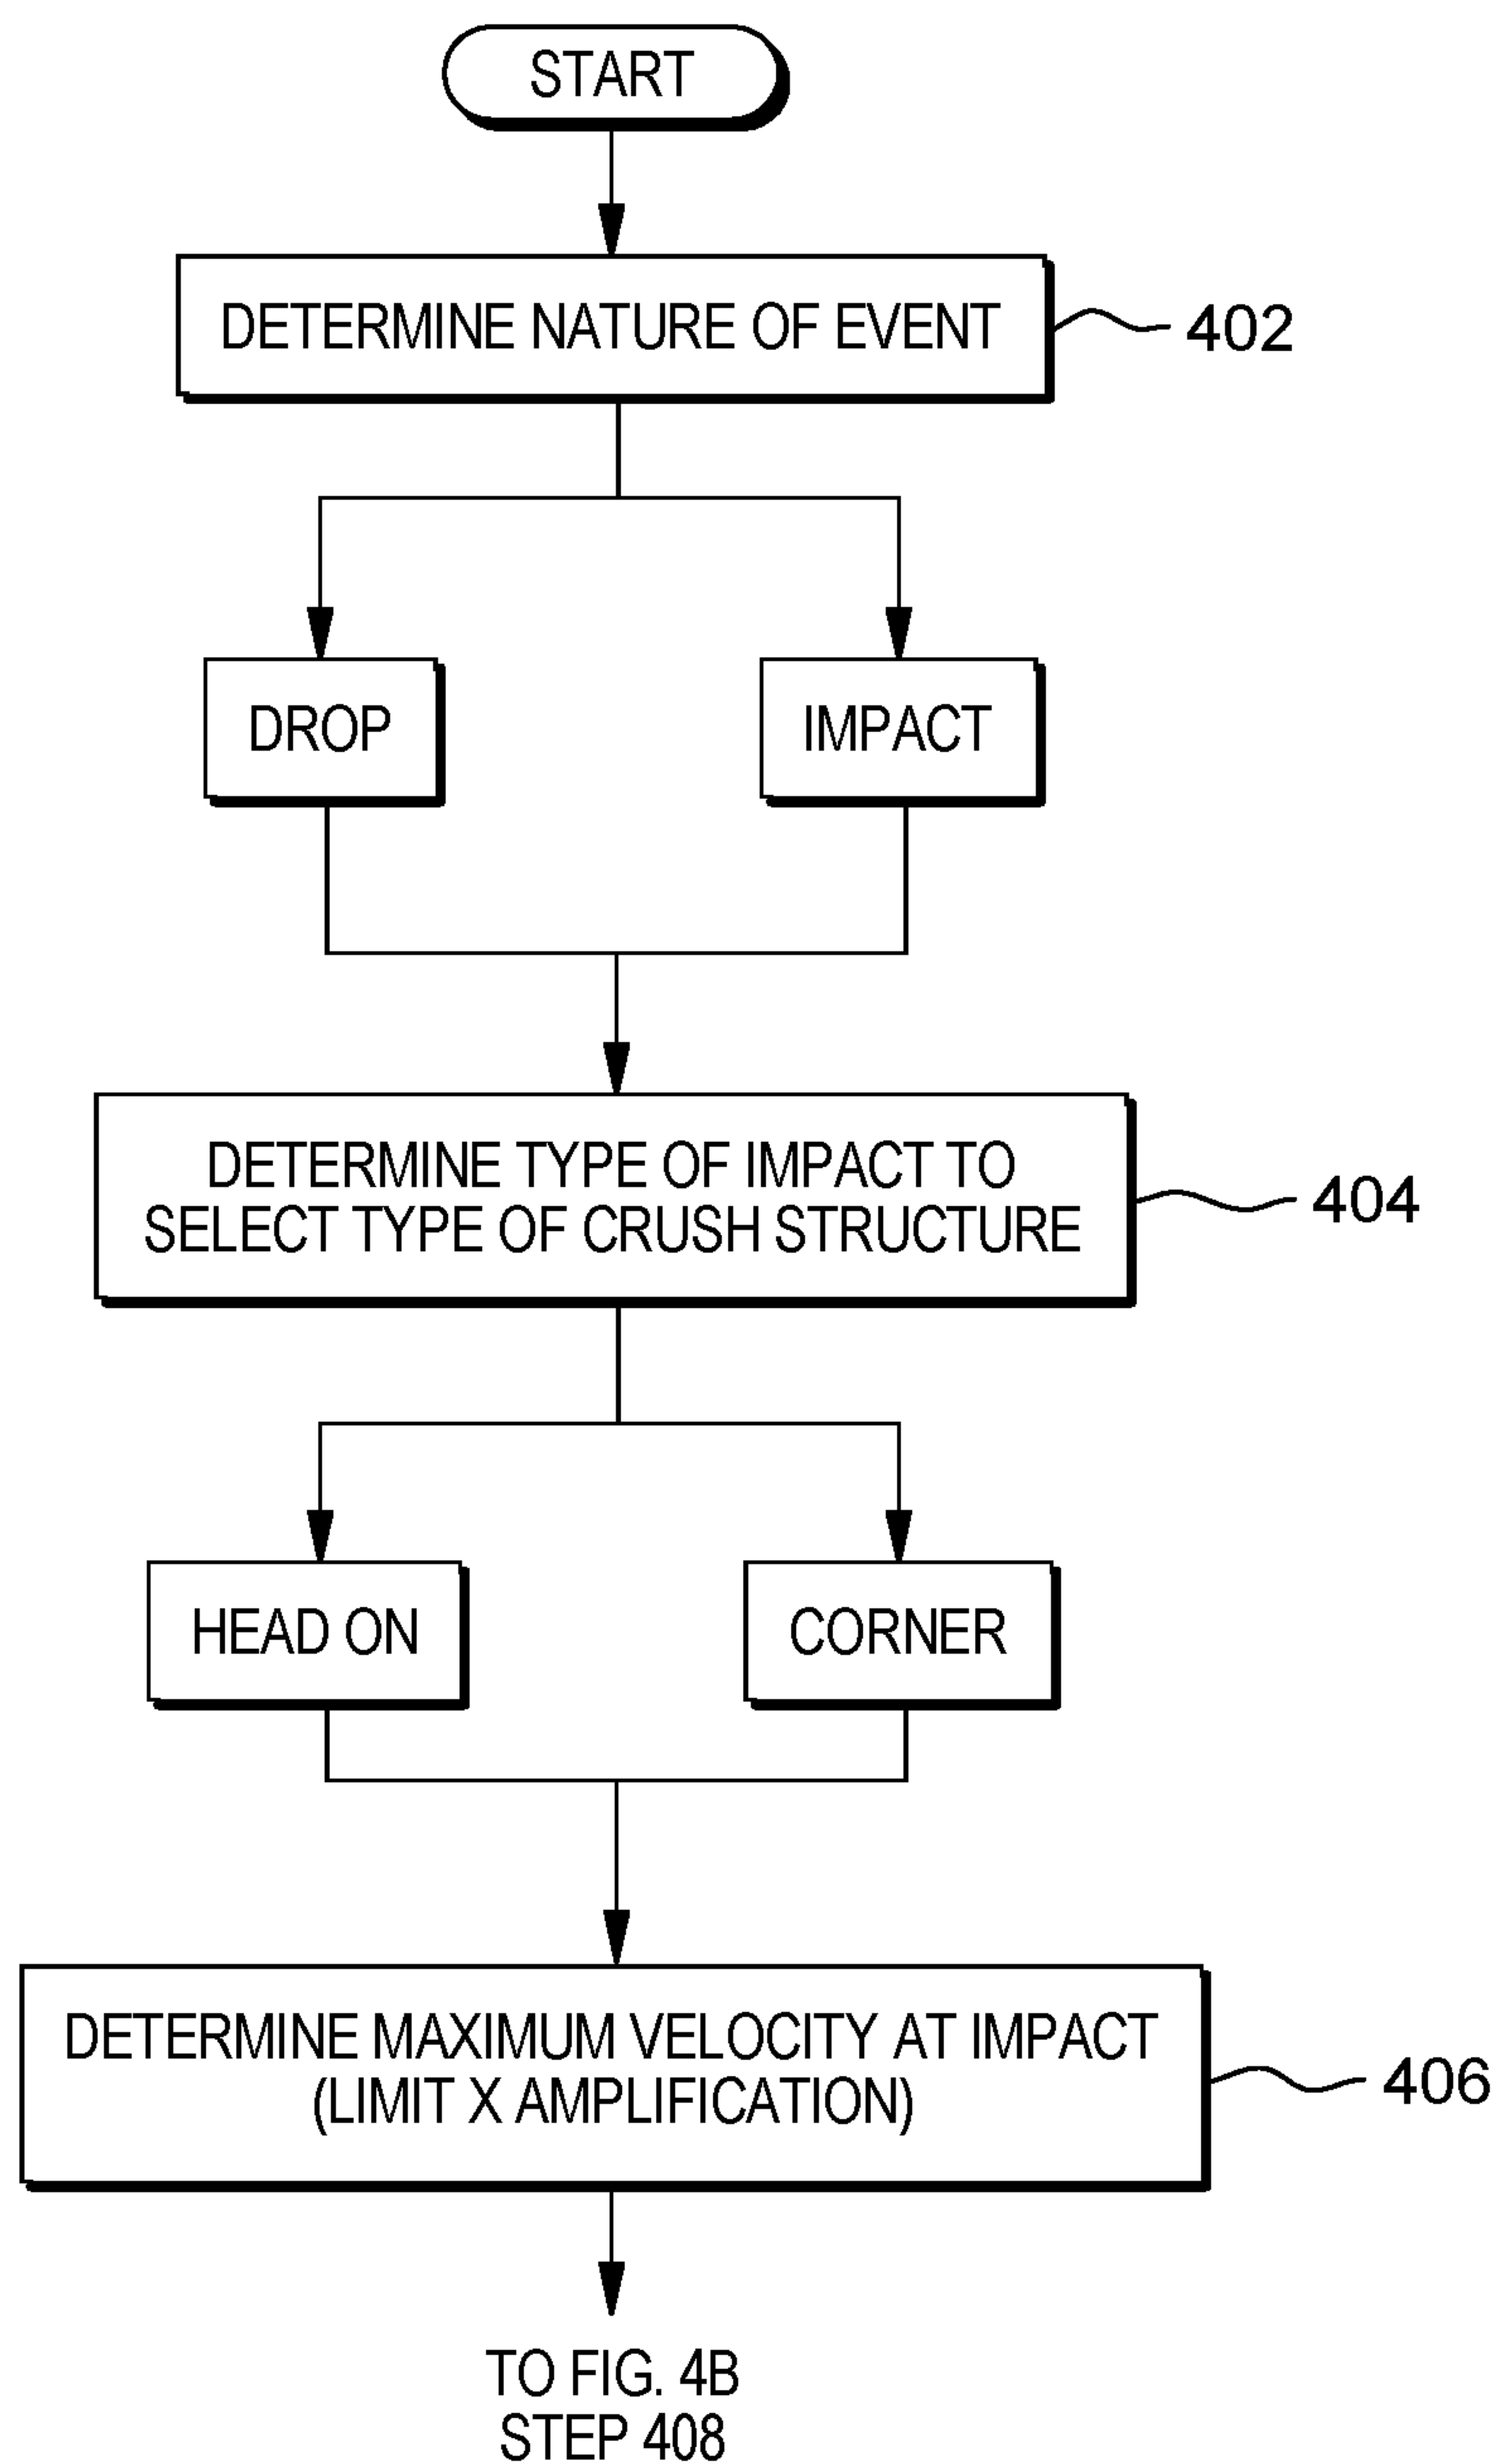 START
DETERMINE NATURE OF EVENT
402
DROP
IMPACT
DETERMINE TYPE OF IMPACT TO
SELECT TYPE OF CRUSH STRUCTURE
404
HEAD ON
CORNER
DETERMINE MAXIMUM VELOCITY AT IMPACT
(LIMIT X AMPLIFICATION)
406
TO FIG. 4B
STEP 408